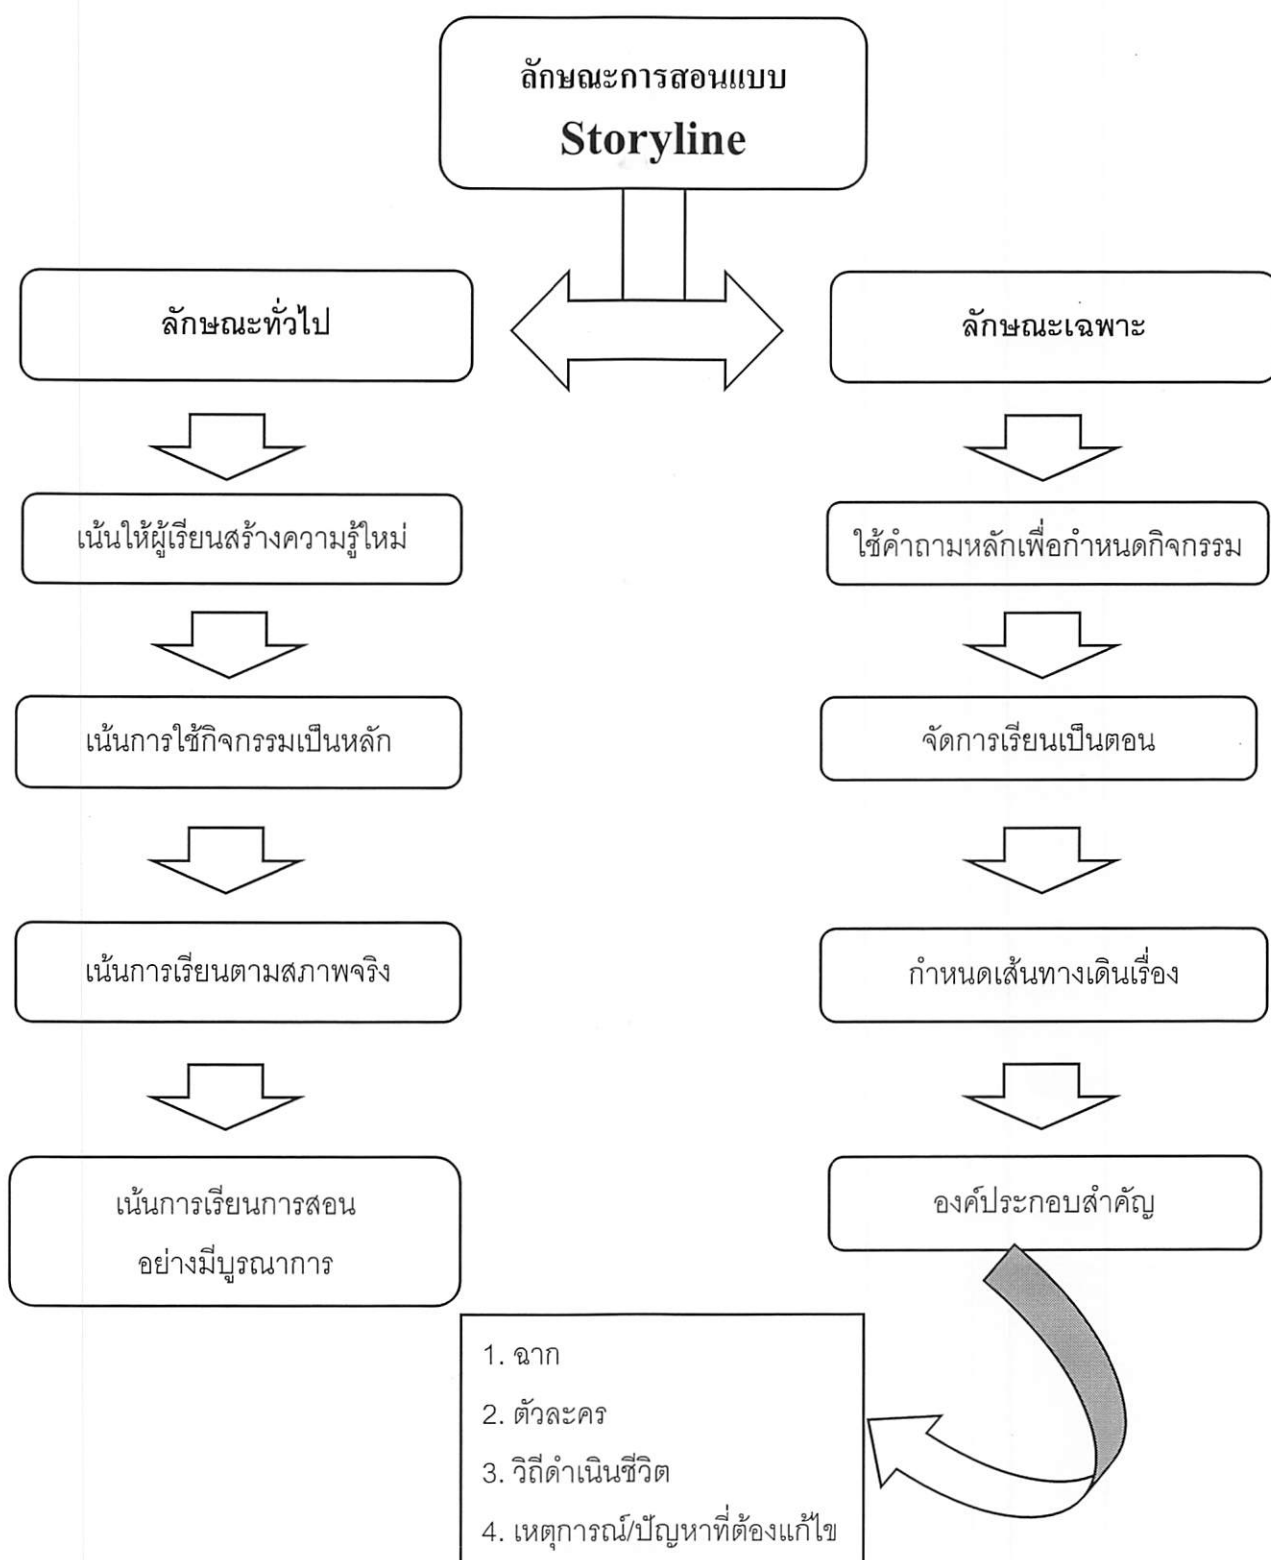 ลักษณะการสอนแบบ
Storyline
ลักษณะทั่วไป
เน้นให้ผู้เรียนสร้างความรู้ใหม่
เน้นการใช้กิจกรรมเป็นหลัก
เน้นการเรียนตามสภาพจริง
เน้นการเรียนการสอน
อย่างมีบูรณาการ
ลักษณะเฉพาะ
ใช้คำถามหลักเพื่อกำหนดกิจกรรม
จัดการเรียนเป็นตอน
กำหนดเส้นทางเดินเรื่อง
องค์ประกอบสำคัญ
1. ฉาก
2. ตัวละคร
3. วิถีดำเนินชีวิต
4. เหตุการณ์/ปัญหาที่ต้องแก้ไข